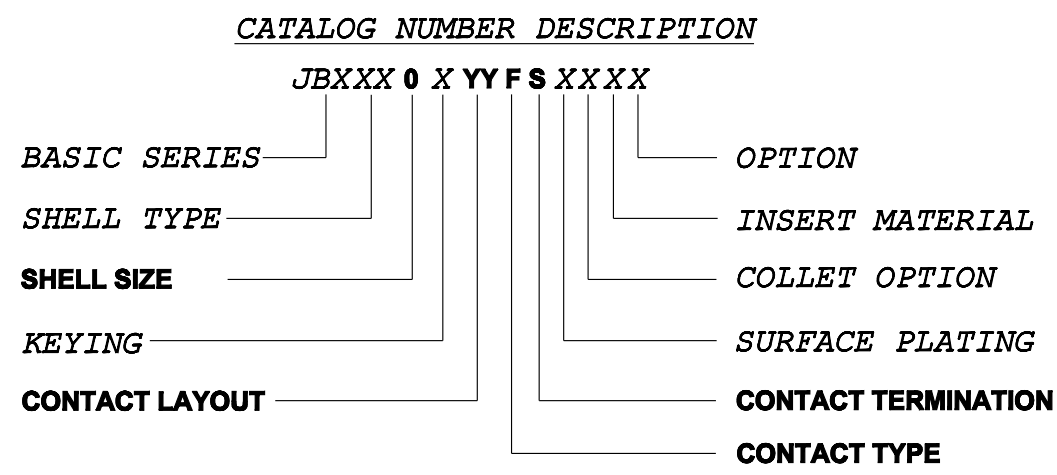 CATALOG NUMBER DESCRIPTION
JBXXX 0 X YY F S XXXX
BASIC SERIES
SHELL TYPE
SHELL SIZE
KEYING
CONTACT LAYOUT
OPTION
INSERT MATERIAL
COLLET OPTION
SURFACE PLATING
CONTACT TERMINATION
CONTACT TYPE